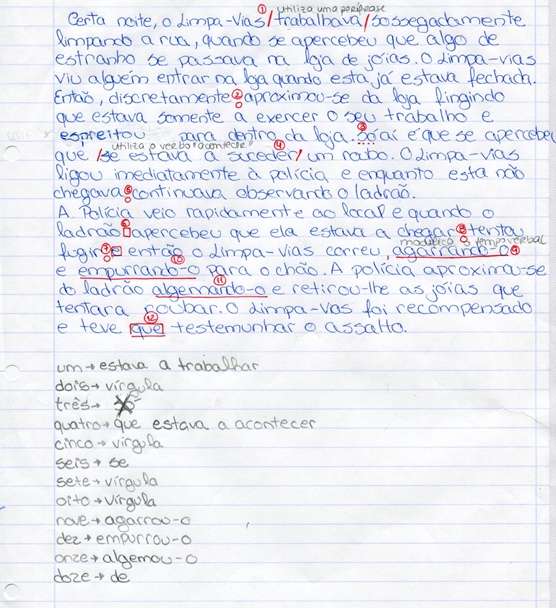 ① utiliza uma perífrase
Certa noite, o Limpa-Vias/trabalhava/sossegadamente
limpando a rua, quando se apercebeu que algo de
estranho se passava na loja de joias. O Limpa-vias
viu alguém entrar na loja quando esta já estava fechada.
Então, discretamente ② aproximou-se da loja fingindo
que estava somente a exercer o seu trabalho e
espreitou para dentro da loja. ③ Só aí é que se apercebeu
utiliza o verbo "acontecer" ④
que /se estava a suceder/ um roubo. O Limpa-vias
ligou imediatamente à polícia e enquanto esta não
chegava ⑤ continuava observando o ladrão.
A Polícia veio rapidamente ao local e quando o
ladrão ⑥ apercebeu que ela estava a chegar ⑧ tentou
modifica o tempo verbal
fugir ⑦ e então o Limpa-Vias correu, agarrando-o ⑨
⑩
e empurrando-o para o chão. A polícia aproximou-se
⑪
do ladrão algemando-o e retirou-lhe as joias que
tentara roubar. O Limpa-Vias foi recompensado
⑫
e teve que testemunhar o assalto.
um → estava a trabalhar
dois → vírgula
três →
quatro → que estava a acontecer
cinco → vírgula
seis → se
sete → vírgula
oito → vírgula
nove → agarrou-o
dez → empurrou-o
onze → algemou-o
doze → de